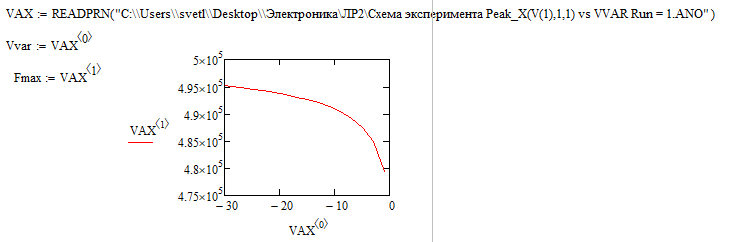 VAX := READPRN("C:\\Users\\svetl\\Desktop\\Электроника\ЛР2\Схема эксперимента Peak_X(V(1),1,1) vs VVAR Run = 1.ANO")
Vvar := VAX⟨0⟩
Fmax := VAX⟨1⟩
5×10⁵
4.95×10⁵
4.9×10⁵
VAX⟨1⟩
4.85×10⁵
4.8×10⁵
4.75×10⁵
−30 −20 −10 0
VAX⟨0⟩